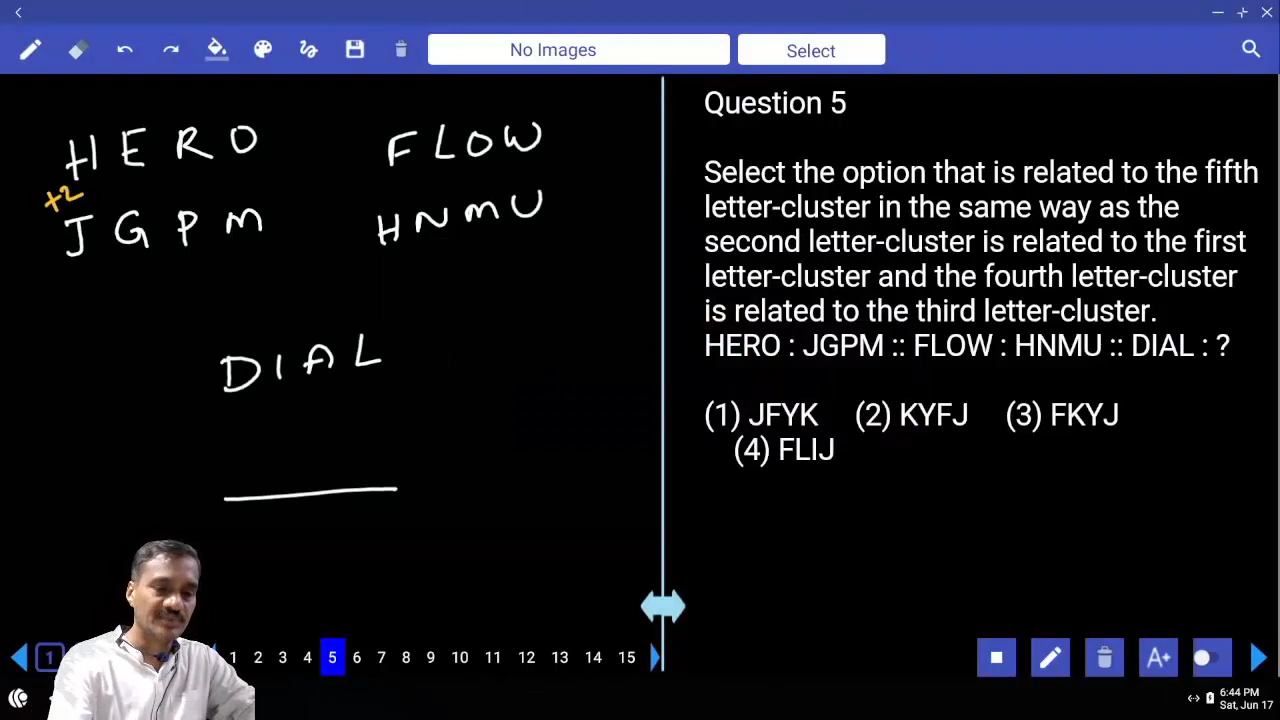 No Images
Select
H E R O
F L O W
+2
J G P M
H N M U
D I A L
Question 5
Select the option that is related to the fifth
letter-cluster in the same way as the
second letter-cluster is related to the first
letter-cluster and the fourth letter-cluster
is related to the third letter-cluster.
HERO : JGPM :: FLOW : HNMU :: DIAL : ?
(1) JFYK (2) KYFJ (3) FKYJ
(4) FLIJ
1
1 2 3 4 5 6 7 8 9 10 11 12 13 14 15
A+
6:44 PM
Sat, Jun 17